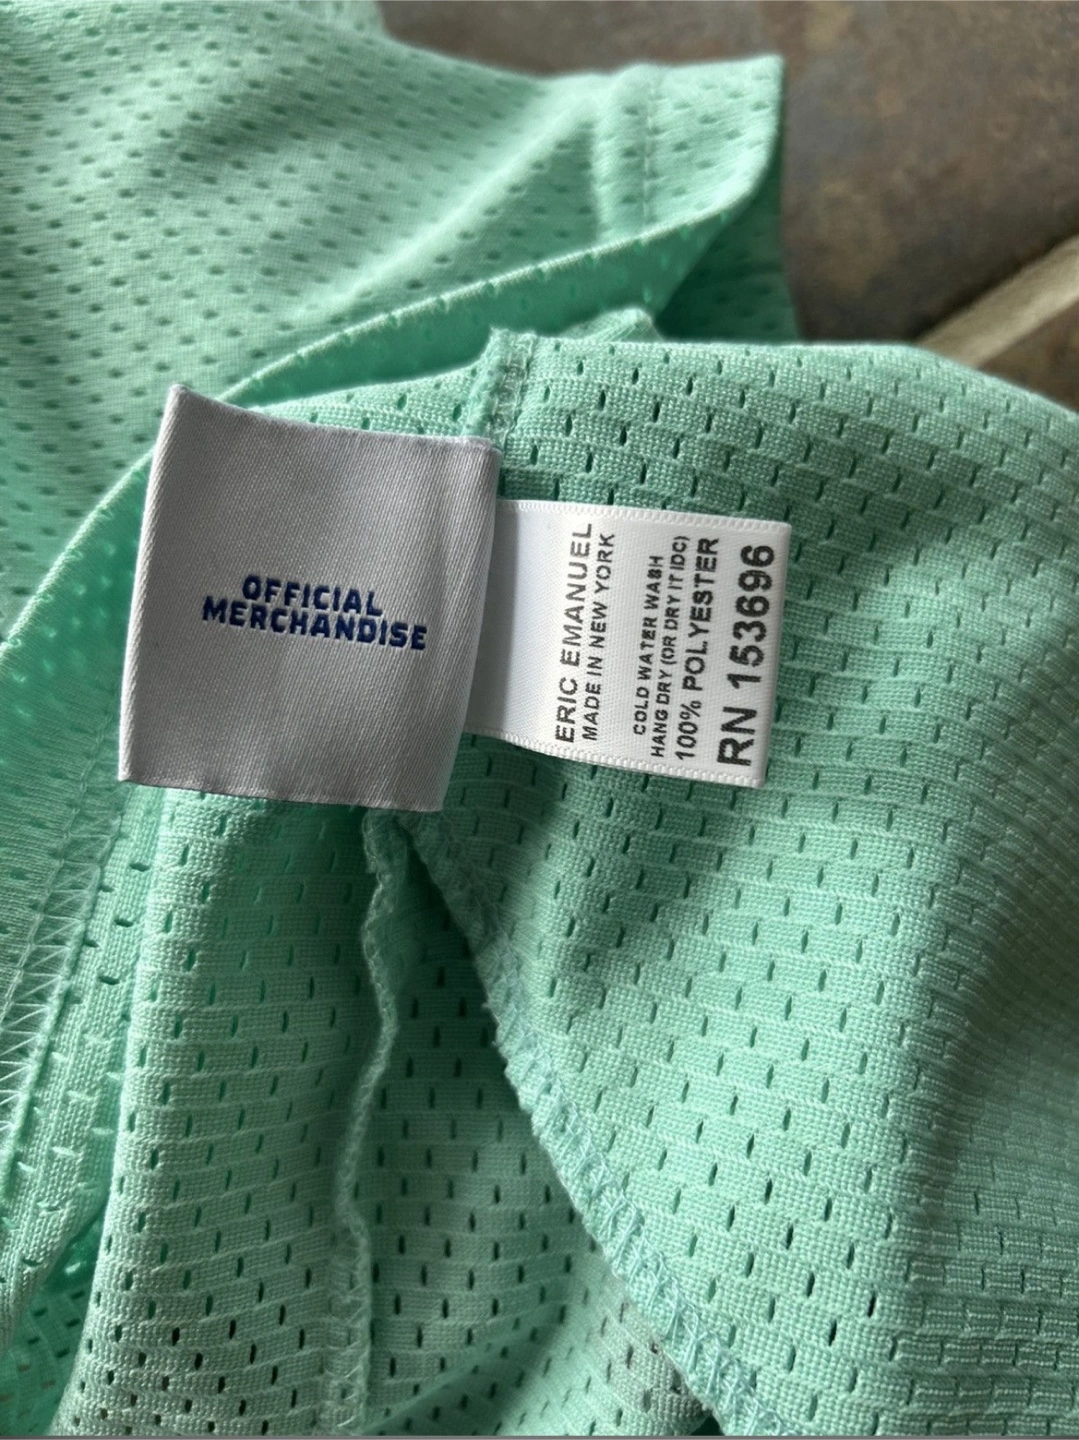 OFFICIAL
MERCHANDISE
ERIC EMANUEL
MADE IN NEW YORK
COLD WATER WASH
HANG DRY (OR DRY IT IDC)
100% POLYESTER
RN 153696